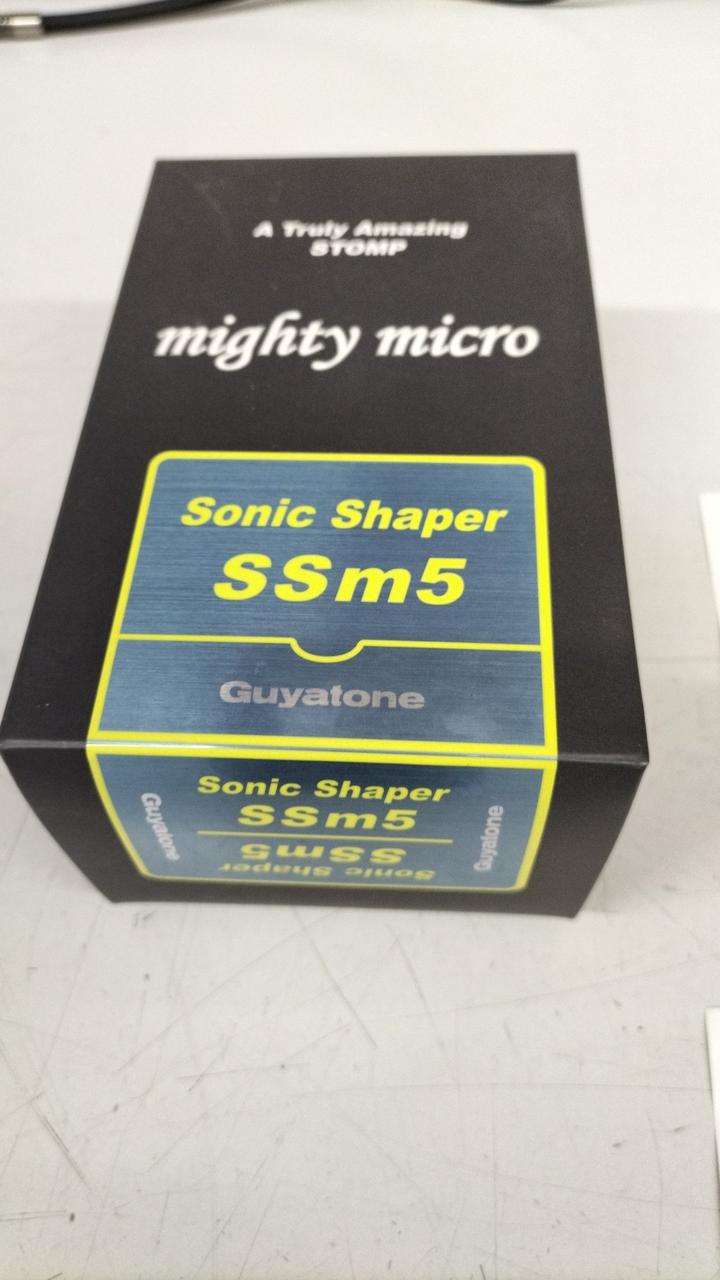 A Truly Amazing
STOMP
mighty micro
Sonic Shaper
SSm5
Guyatone
Sonic Shaper
SSm5
Guyatone
Guyatone
SSm5
Sonic Shaper